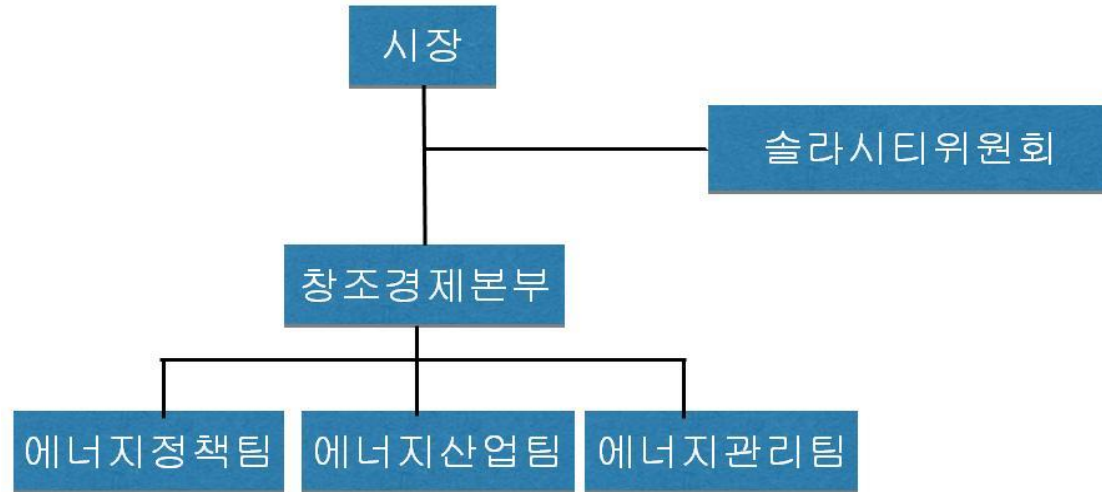 시장
솔라시티위원회
창조경제본부
에너지정책팀
에너지산업팀
에너지관리팀